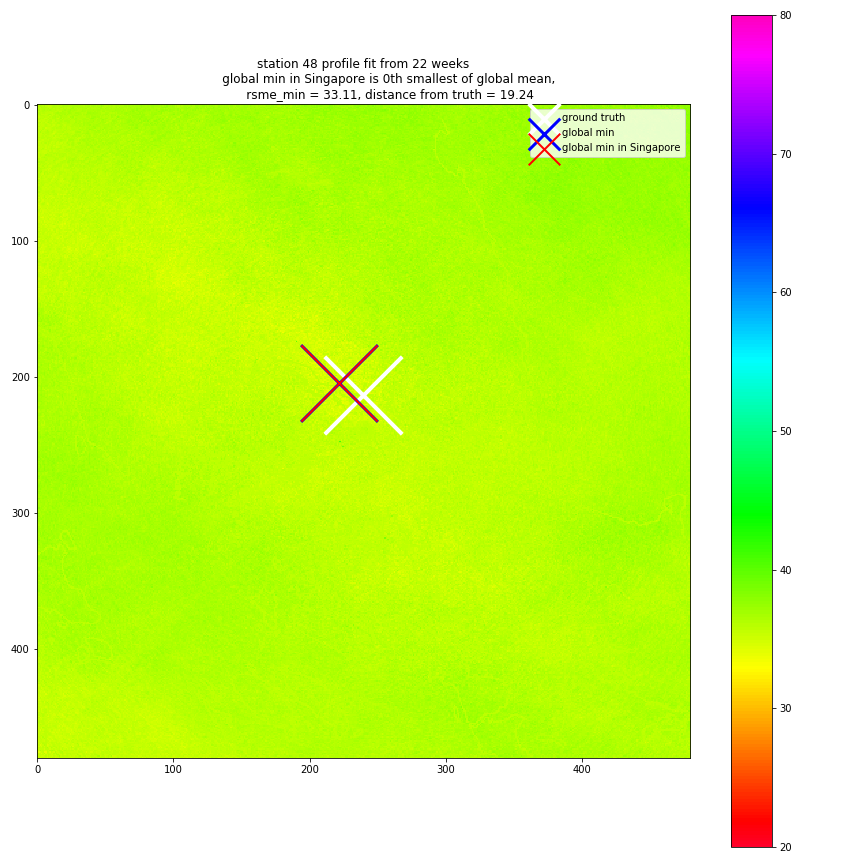 station 48 profile fit from 22 weeks
global min in Singapore is 0th smallest of global mean,
rsme_min = 33.11, distance from truth = 19.24
ground truth
global min
global min in Singapore
0
100
200
300
400
0
100
200
300
400
80
70
60
50
40
30
20